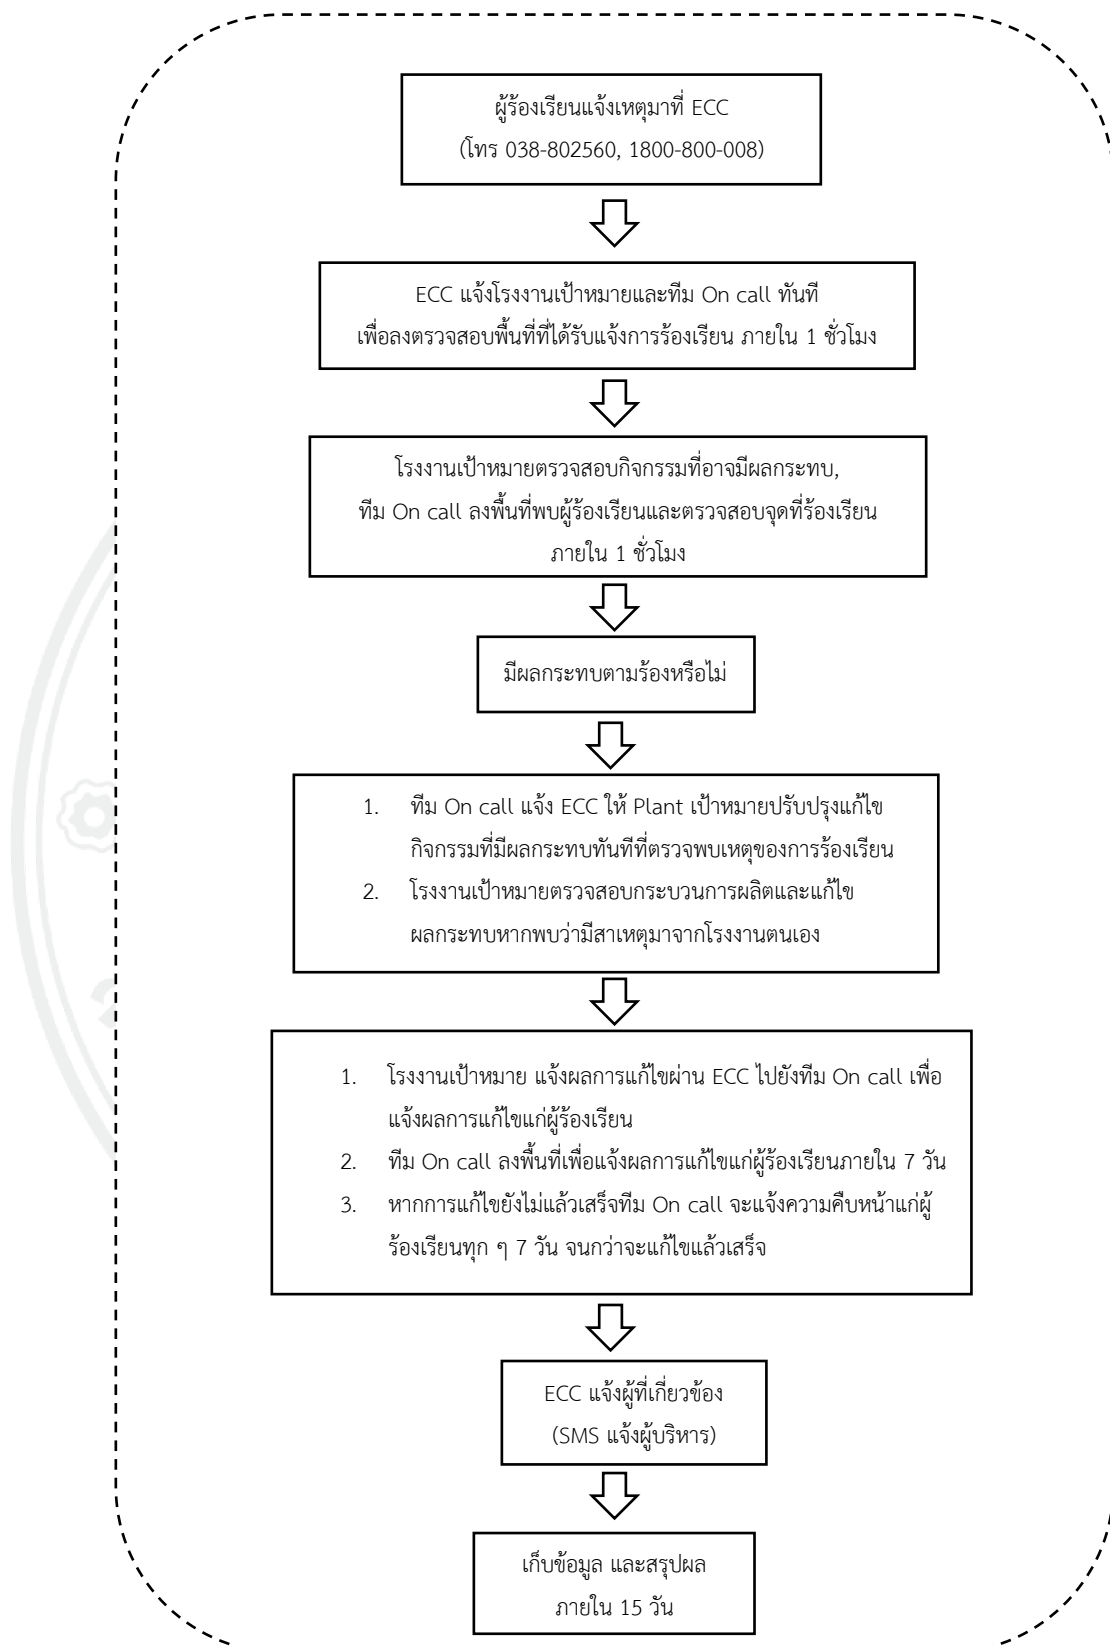 ผู้ร้องเรียนแจ้งเหตุมาที่ ECC
(โทร 038-802560, 1800-800-008)
ECC แจ้งโรงงานเป้าหมายและทีม On call ทันที
เพื่อลงตรวจสอบพื้นที่ที่ได้รับแจ้งการร้องเรียน ภายใน 1 ชั่วโมง
โรงงานเป้าหมายตรวจสอบกิจกรรมที่อาจมีผลกระทบ,
ทีม On call ลงพื้นที่พบผู้ร้องเรียนและตรวจสอบจุดที่ร้องเรียน
ภายใน 1 ชั่วโมง
มีผลกระทบตามร้องหรือไม่
1. ทีม On call แจ้ง ECC ให้ Plant เป้าหมายปรับปรุงแก้ไข
กิจกรรมที่มีผลกระทบทันทีที่ตรวจพบเหตุของการร้องเรียน
2. โรงงานเป้าหมายตรวจสอบกระบวนการผลิตและแก้ไข
ผลกระทบหากพบว่ามีสาเหตุมาจากโรงงานตนเอง
1. โรงงานเป้าหมาย แจ้งผลการแก้ไขผ่าน ECC ไปยังทีม On call เพื่อ
แจ้งผลการแก้ไขแก่ผู้ร้องเรียน
2. ทีม On call ลงพื้นที่เพื่อแจ้งผลการแก้ไขแก่ผู้ร้องเรียนภายใน 7 วัน
3. หากการแก้ไขยังไม่แล้วเสร็จทีม On call จะแจ้งความคืบหน้าแก่ผู้
ร้องเรียนทุก ๆ 7 วัน จนกว่าจะแก้ไขแล้วเสร็จ
ECC แจ้งผู้ที่เกี่ยวข้อง
(SMS แจ้งผู้บริหาร)
เก็บข้อมูล และสรุปผล
ภายใน 15 วัน